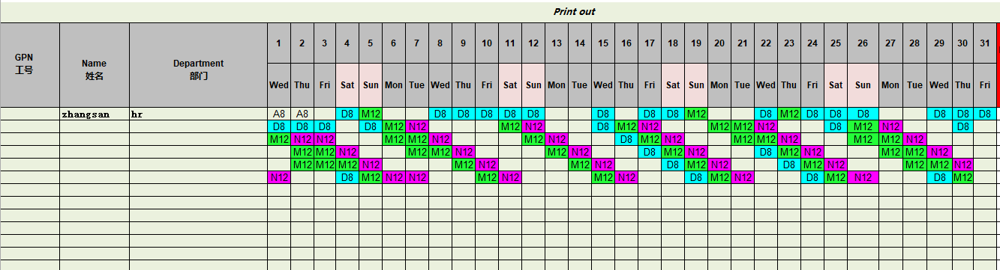 Print out
GPN
工号
Name
姓名
Department
部门
1 2 3 4 5 6 7 8 9 10 11 12 13 14 15 16 17 18 19 20 21 22 23 24 25 26 27 28 29 30 31
Wed Thu Fri Sat Sun Mon Tue Wed Thu Fri Sat Sun Mon Tue Wed Thu Fri Sat Sun Mon Tue Wed Thu Fri Sat Sun Mon Tue Wed Thu Fri
zhangsan hr A8 A8 D8 M12 D8 D8 D8 D8 D8 D8 D8 D8 M12 D8 M12 D8 D8 D8 D8 D8 D8
D8 D8 D8 D8 M12 N12 M12 N12 D8 M12 N12 M12 M12 N12 D8 M12 N12 D8
M12 N12 N12 M12 M12 N12 M12 N12 D8 M12 N12 M12 M12 N12 M12 M12 N12
M12 M12 N12 M12 M12 N12 M12 N12 D8 M12 N12 D8 M12 N12 M12 M12 N12
M12 M12 M12 N12 M12 N12 M12 N12 D8 M12 N12 D8 M12 N12 M12 M12 N12
N12 D8 M12 N12 N12 M12 N12 M12 N12 D8 M12 N12 D8 M12 N12 D8 M12